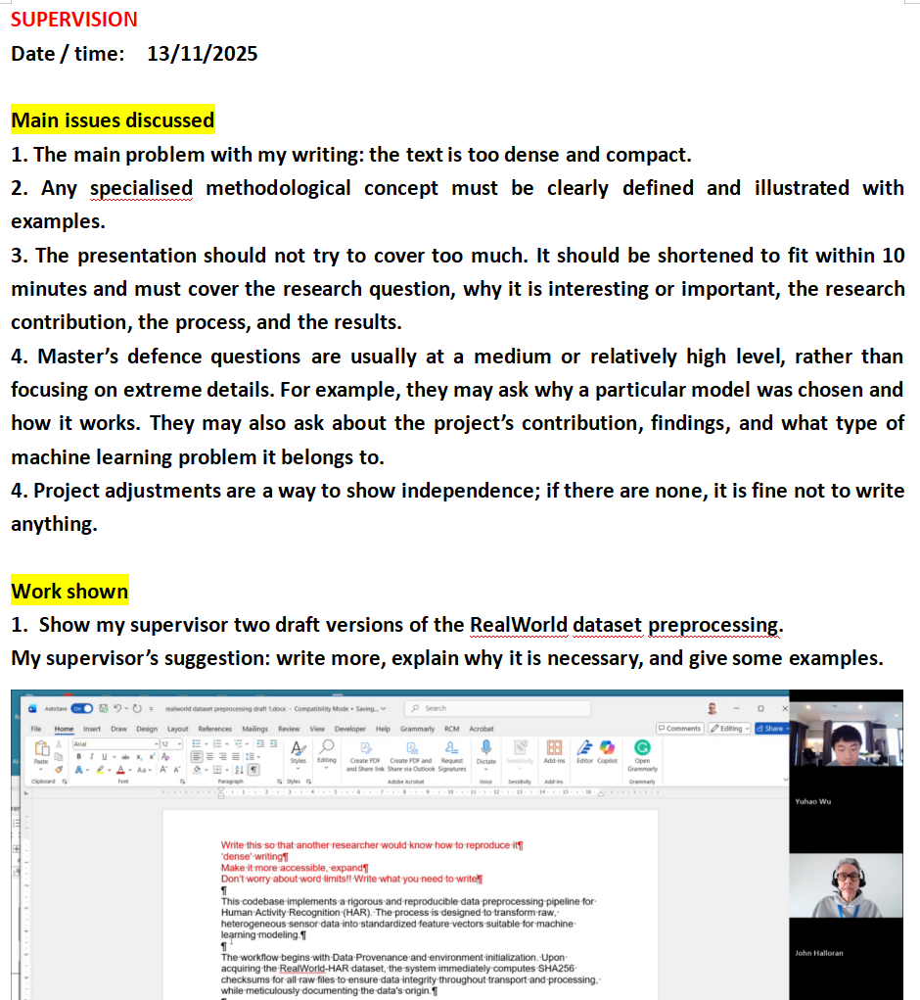 SUPERVISION
Date / time: 13/11/2025
Main issues discussed
1. The main problem with my writing: the text is too dense and compact.
2. Any specialised methodological concept must be clearly defined and illustrated with
examples.
3. The presentation should not try to cover too much. It should be shortened to fit within 10
minutes and must cover the research question, why it is interesting or important, the research
contribution, the process, and the results.
4. Master’s defence questions are usually at a medium or relatively high level, rather than
focusing on extreme details. For example, they may ask why a particular model was chosen and
how it works. They may also ask about the project’s contribution, findings, and what type of
machine learning problem it belongs to.
4. Project adjustments are a way to show independence; if there are none, it is fine not to write
anything.
Work shown
1. Show my supervisor two draft versions of the RealWorld dataset preprocessing.
My supervisor’s suggestion: write more, explain why it is necessary, and give some examples.
AutoSave On realworld dataset preprocessing draft 1.docx - Compatibility Mode • Saving... Search
File Home Insert Draw Design Layout References Mailings Review View Developer Help Grammarly RCM Acrobat Comments Editing Share
Arial 12
Paste Styles Editing Create PDF and Share link Create PDF and Share via Outlook Request Signatures Dictate Sensitivity Add-ins Editor Copilot Open Grammarly
Clipboard Font Paragraph Styles Adobe Acrobat Voice Sensitivity Add-ins Grammarly
Yuhao Wu
Write this so that another researcher would know how to reproduce it¶
'dense' writing¶
Make it more accessible, expand¶
Don't worry about word limits!! Write what you need to write¶
¶
This codebase implements a rigorous and reproducible data preprocessing pipeline for
Human Activity Recognition (HAR). The process is designed to transform raw,
heterogeneous sensor data into standardized feature vectors suitable for machine
learning modeling.¶
¶
The workflow begins with Data Provenance and environment initialization. Upon
acquiring the RealWorld-HAR dataset, the system immediately computes SHA256
checksums for all raw files to ensure data integrity throughout transport and processing,
while meticulously documenting the data's origin.¶
John Halloran